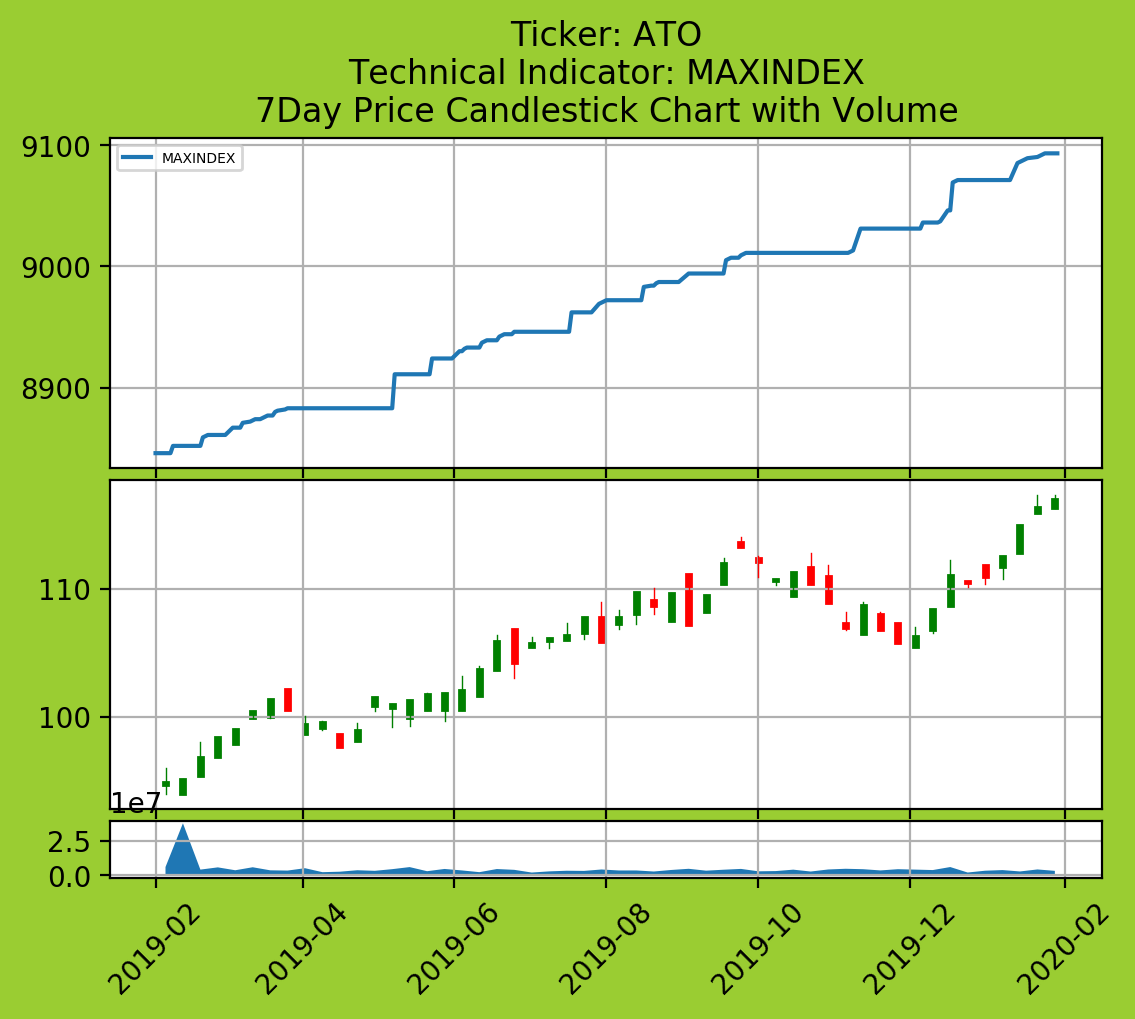 Ticker: ATO
Technical Indicator: MAXINDEX
7Day Price Candlestick Chart with Volume
9100
MAXINDEX
9000
8900
110
100
1e7
2.5
0.0
2019-02
2019-04
2019-06
2019-08
2019-10
2019-12
2020-02